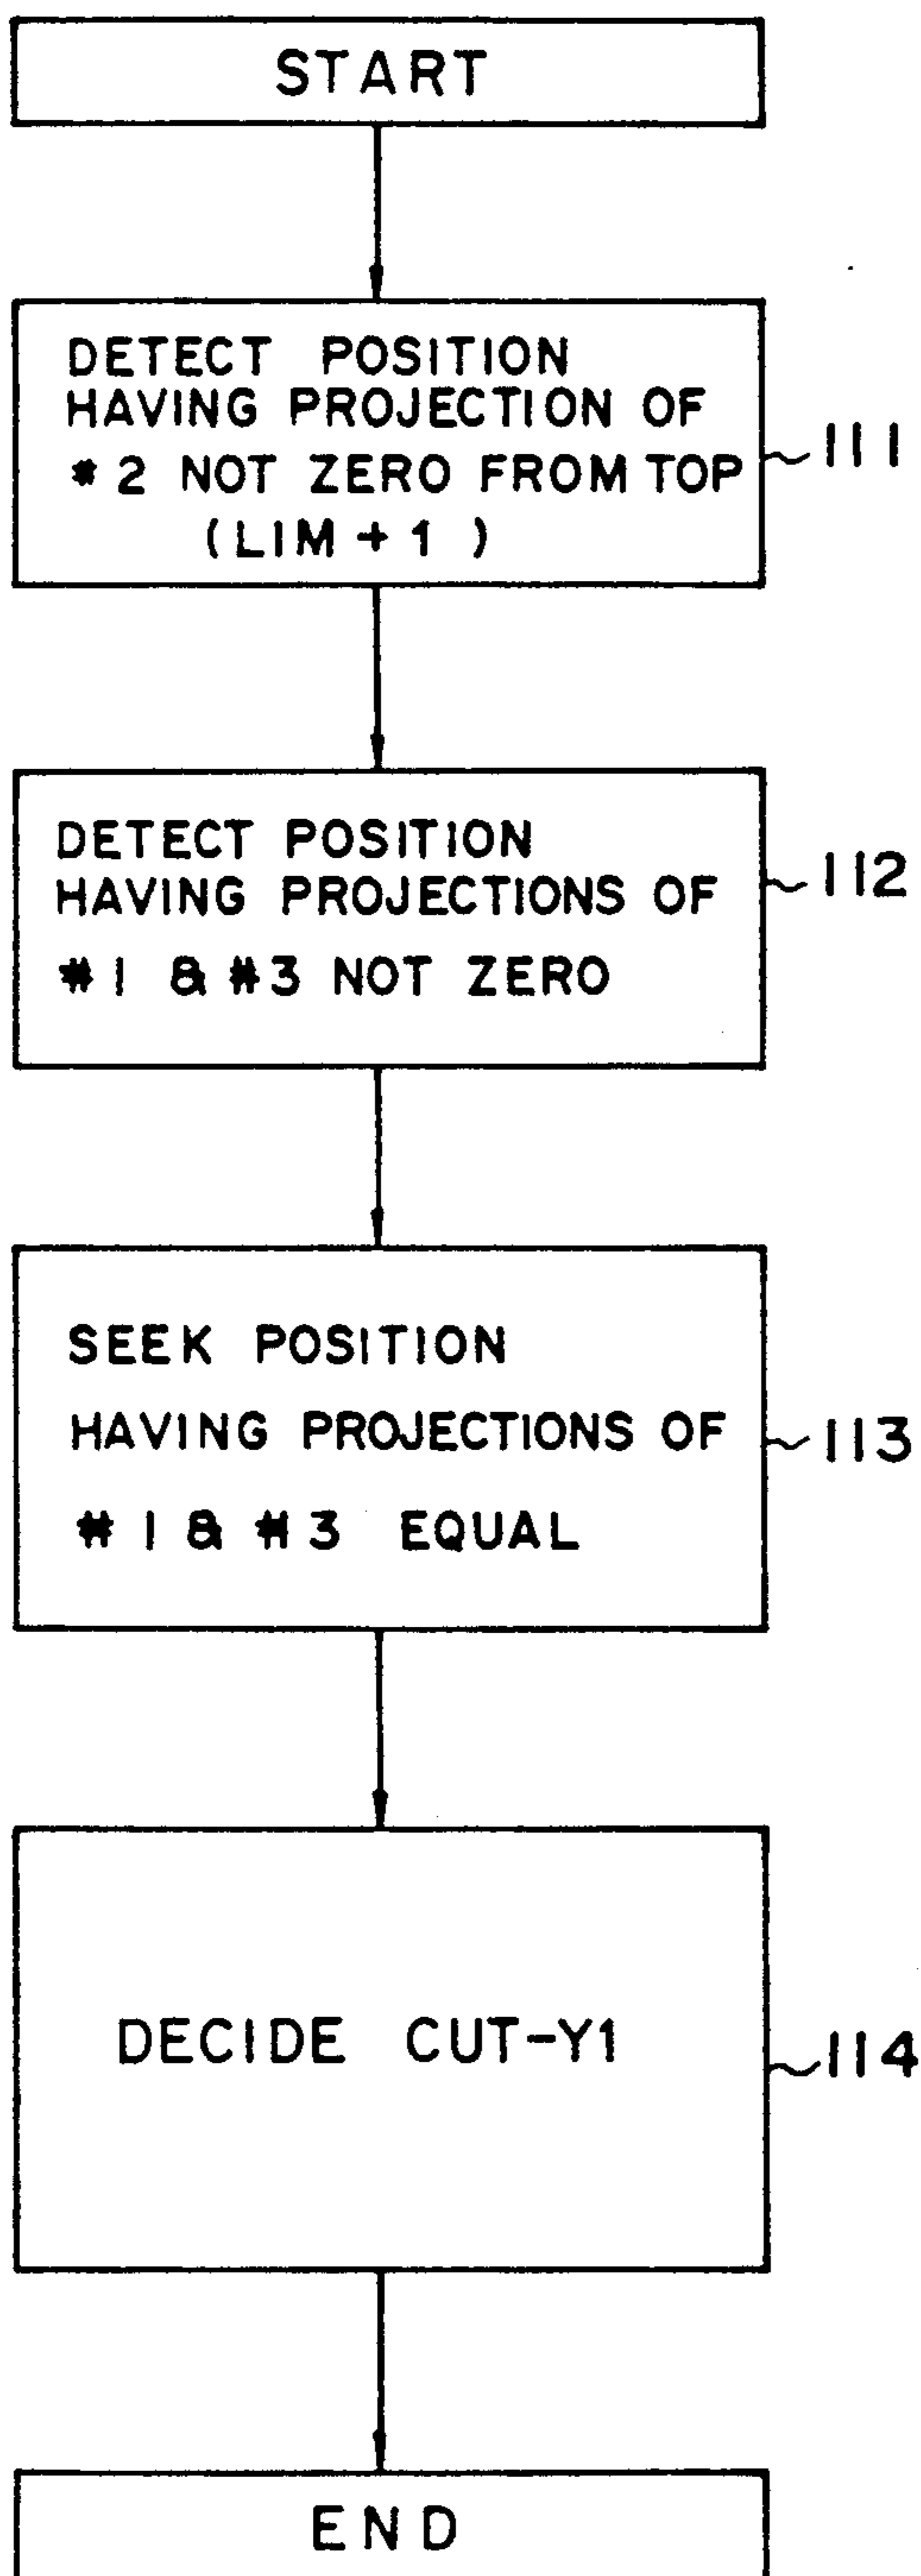 START
DETECT POSITION
HAVING PROJECTION OF
#2 NOT ZERO FROM TOP
(LIM + 1 )
111
DETECT POSITION
HAVING PROJECTIONS OF
#1 & #3 NOT ZERO
112
SEEK POSITION
HAVING PROJECTIONS OF
#1 & #3 EQUAL
113
DECIDE CUT-Y1
114
END